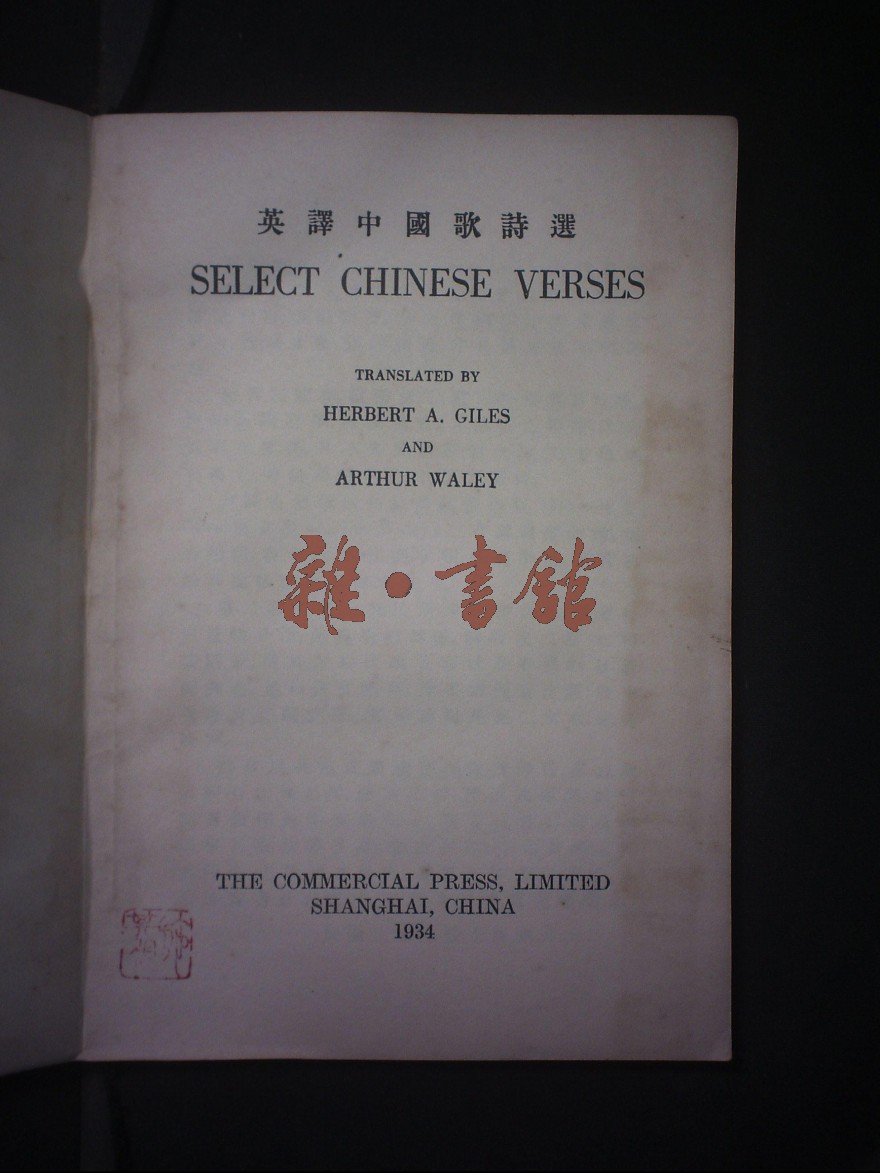 英譯中國歌詩選
SELECT CHINESE VERSES
TRANSLATED BY
HERBERT A. GILES
AND
ARTHUR WALEY
雜·書館
THE COMMERCIAL PRESS, LIMITED
SHANGHAI, CHINA
1934